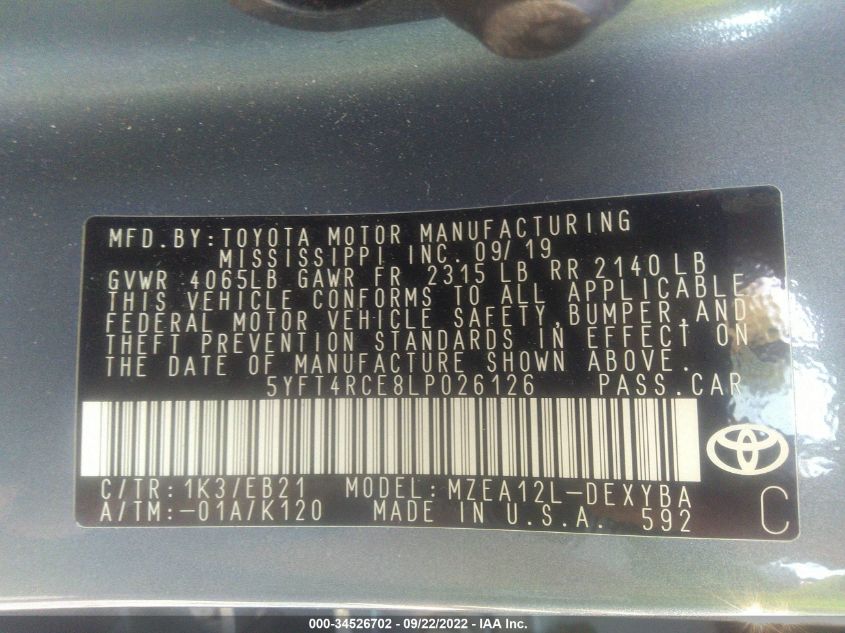 MFD.BY:TOYOTA MOTOR MANUFACTURING
MISSISSIPPI INC. 09/19
GVWR 4065LB GAWR FR 2315 LB RR 2140 LB
THIS VEHICLE CONFORMS TO ALL APPLICABLE
FEDERAL MOTOR VEHICLE SAFETY,BUMPER,AND
THEFT PREVENTION STANDARDS IN EFFECT ON
THE DATE OF MANUFACTURE SHOWN ABOVE.
5YFT4RCE8LP026126 PASS.CAR
C/TR:1K3/EB21 MODEL:MZEA12L-DEXYBA
A/TM:-01A/K120 MADE IN U.S.A. 592 C
000-34526702 - 09/22/2022 - IAA Inc.